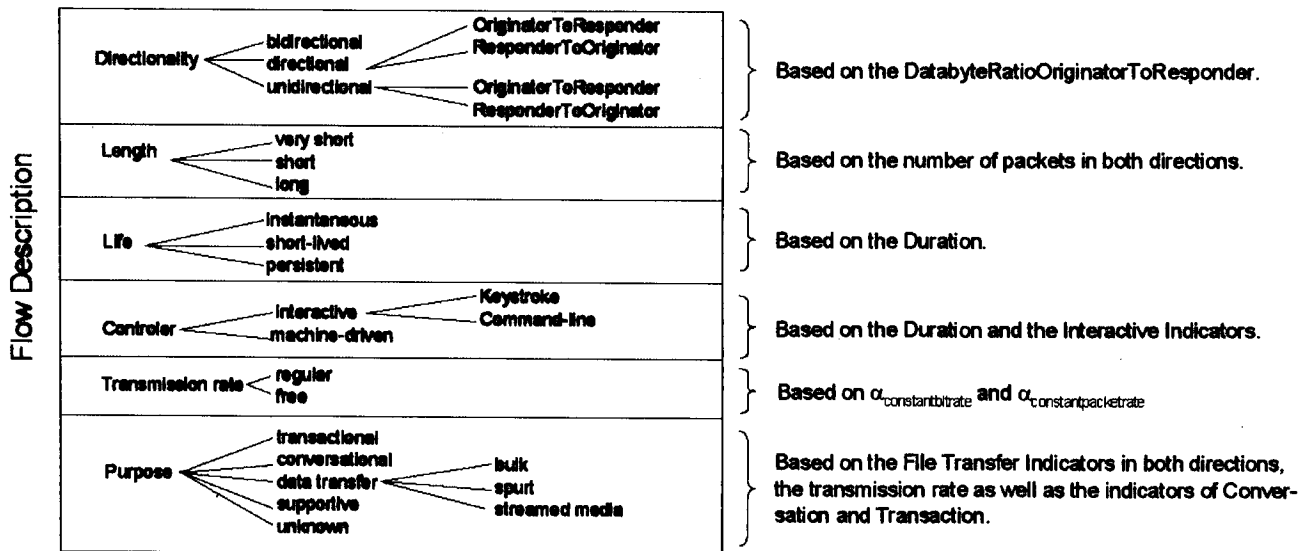 Flow Description
Directionality
bidirectional
directional
unidirectional
OriginatorToResponder
ResponderToOriginator
OriginatorToResponder
ResponderToOriginator
Based on the DatabyteRatioOriginatorToResponder.
Length
very short
short
long
Based on the number of packets in both directions.
Life
instantaneous
short-lived
persistent
Based on the Duration.
Controler
interactive
machine-driven
Keystroke
Command-line
Based on the Duration and the Interactive Indicators.
Transmission rate
regular
free
Based on αconstantbitrate and αconstantpacketrate
Purpose
transactional
conversational
data transfer
supportive
unknown
bulk
spurt
streamed media
Based on the File Transfer Indicators in both directions,
the transmission rate as well as the indicators of Conver-
sation and Transaction.